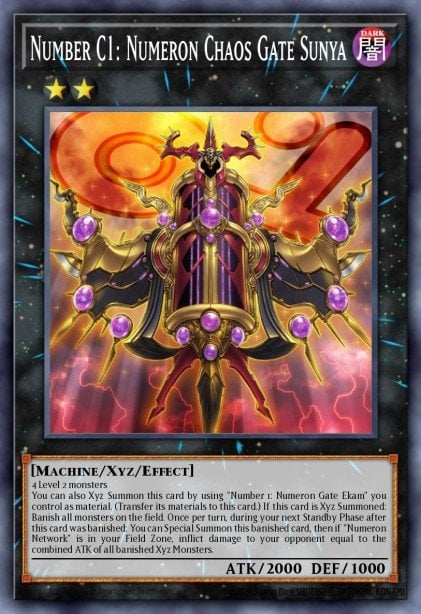 NUMBER C1: NUMERON CHAOS GATE SUNYA
DARK
闇
[MACHINE/XYZ/EFFECT]
4 Level 2 monsters
You can also Xyz Summon this card by using "Number 1: Numeron Gate Ekam" you
control as material. (Transfer its materials to this card.) If this card is Xyz Summoned:
Banish all monsters on the field. Once per turn, during your next Standby Phase after
this card was banished: You can Special Summon this banished card, then if "Numeron
Network" is in your Field Zone, inflict damage to your opponent equal to the
combined ATK of all banished Xyz Monsters.
ATK/2000 DEF/1000